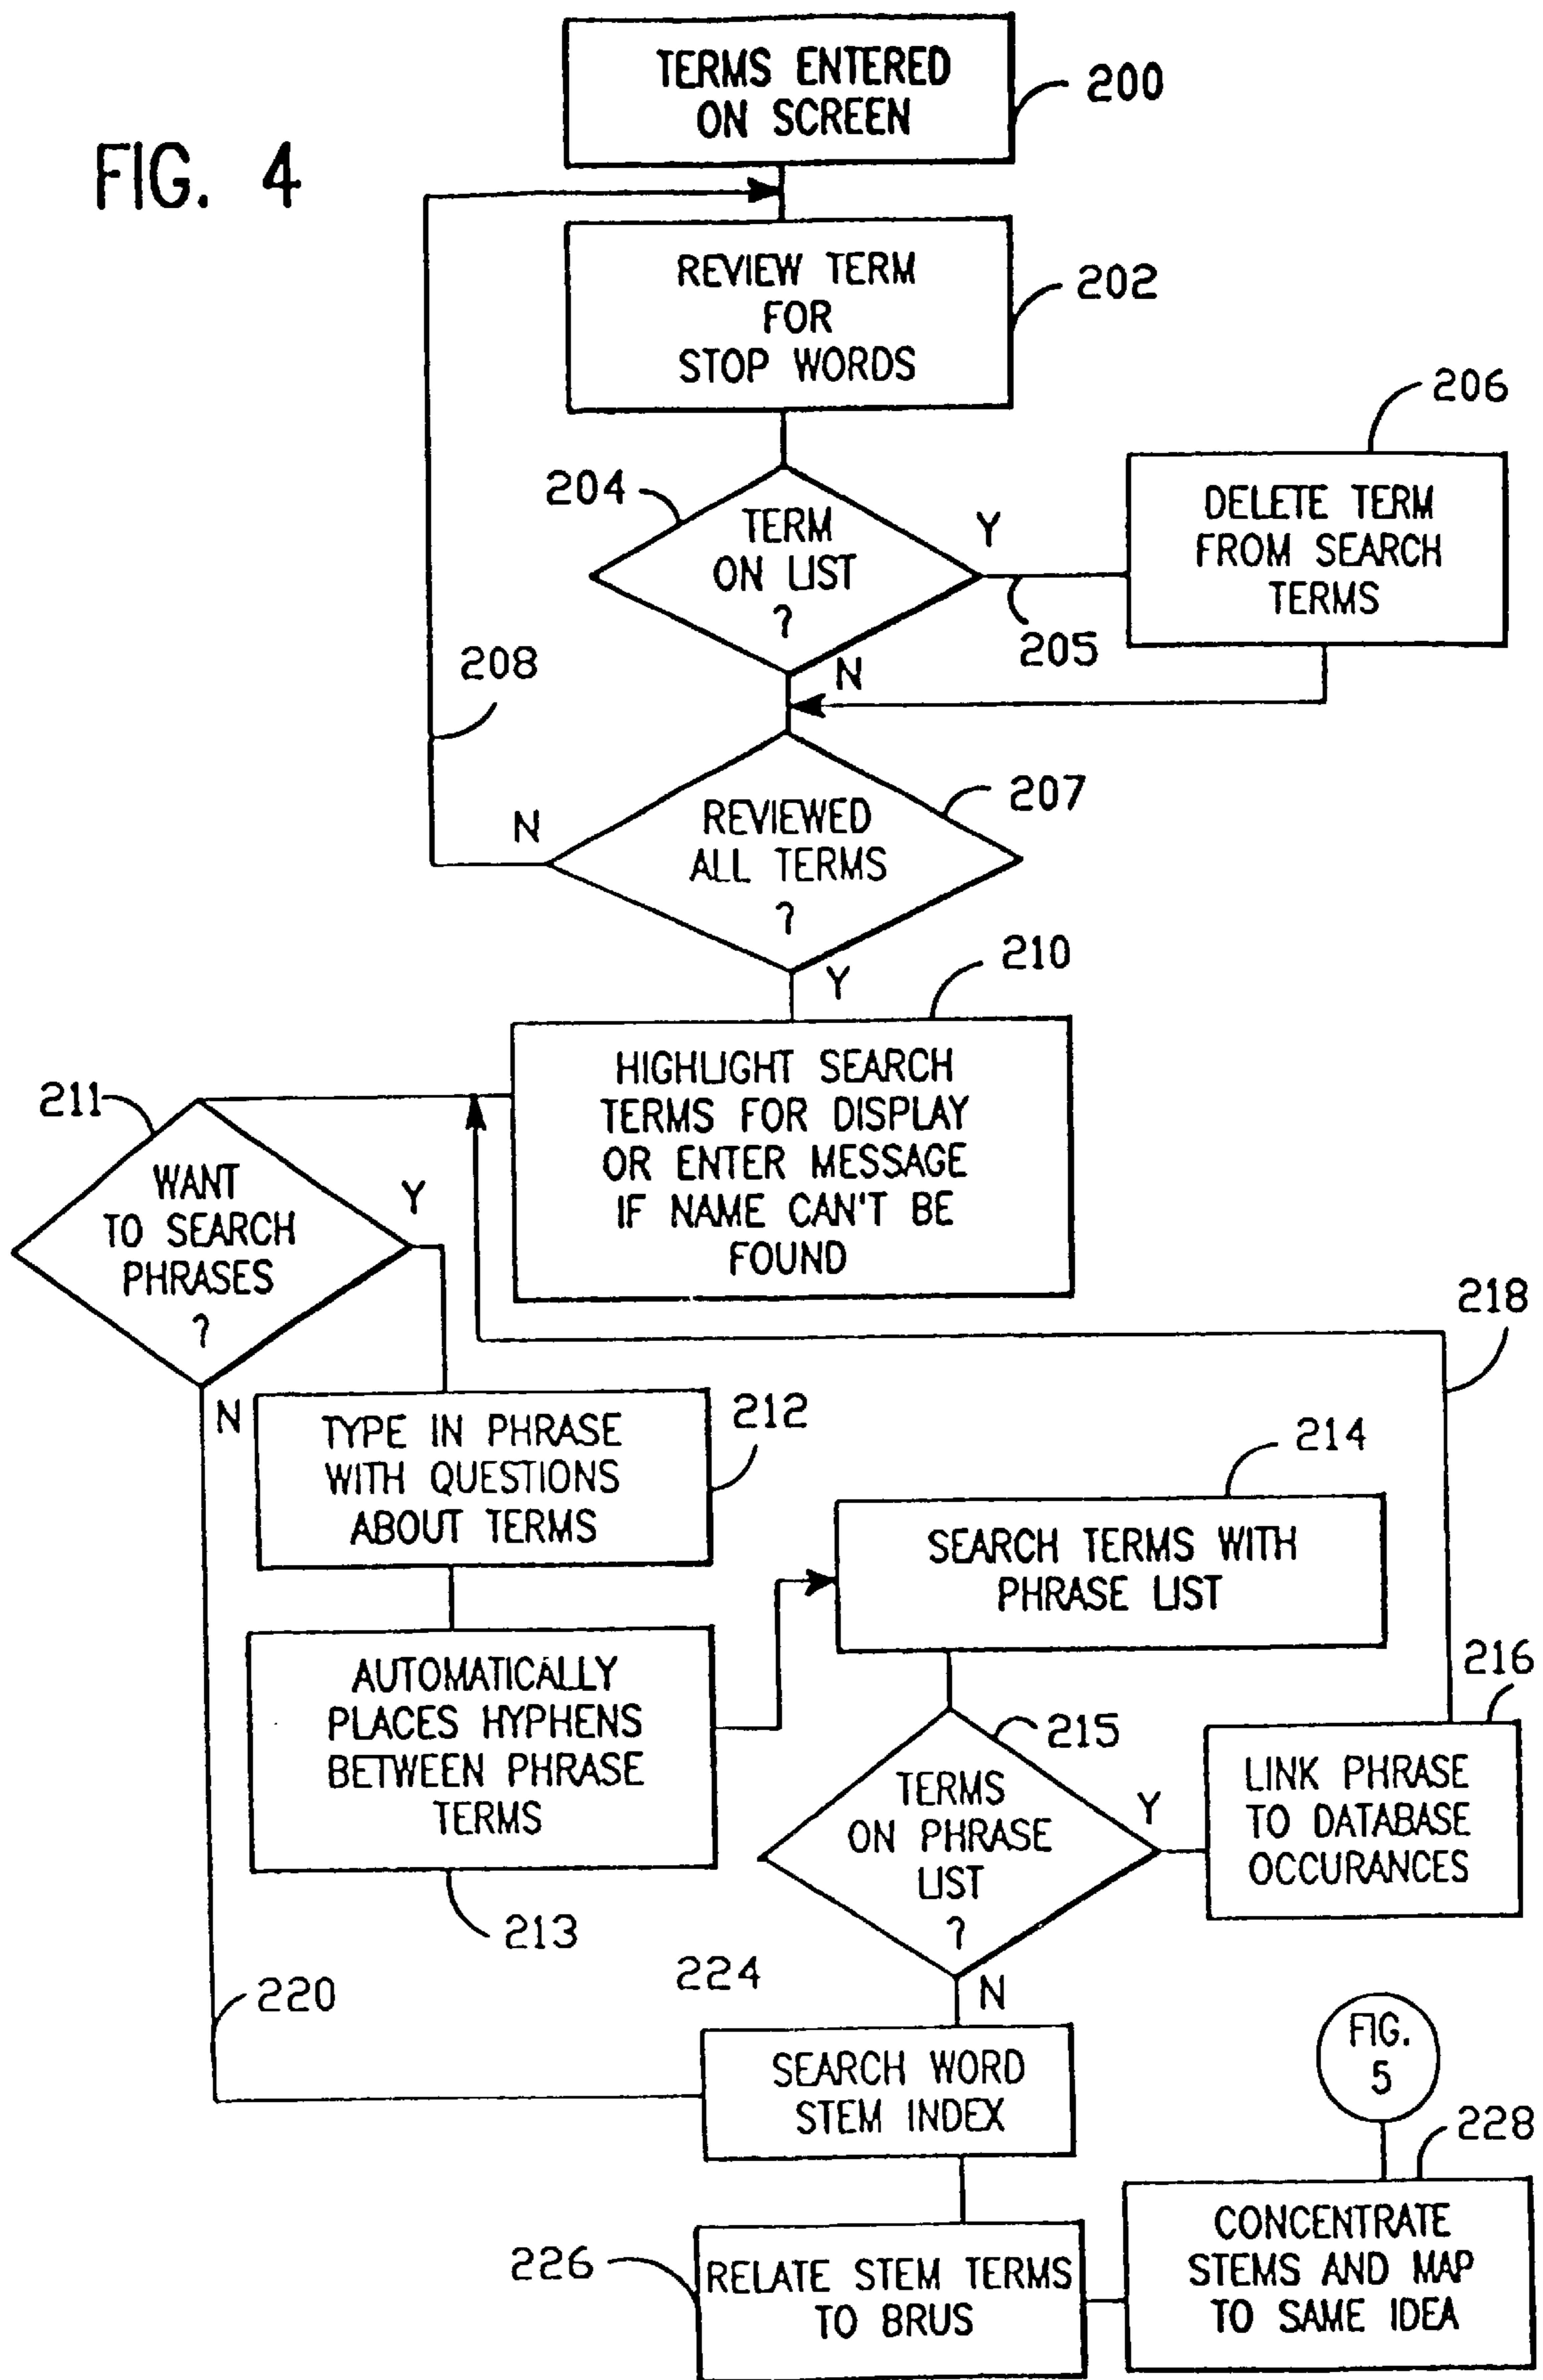 FIG. 4
TERMS ENTERED
ON SCREEN
200
REVIEW TERM
FOR
STOP WORDS
202
204
TERM
ON LIST
?
Y
205
206
DELETE TERM
FROM SEARCH
TERMS
N
208
207
REVIEWED
ALL TERMS
?
N
Y
210
HIGHLIGHT SEARCH
TERMS FOR DISPLAY
OR ENTER MESSAGE
IF NAME CAN'T BE
FOUND
211
WANT
TO SEARCH
PHRASES
?
Y
N
218
212
TYPE IN PHRASE
WITH QUESTIONS
ABOUT TERMS
214
SEARCH TERMS WITH
PHRASE LIST
AUTOMATICALLY
PLACES HYPHENS
BETWEEN PHRASE
TERMS
213
215
TERMS
ON PHRASE
LIST
?
Y
N
216
LINK PHRASE
TO DATABASE
OCCURANCES
220
224
SEARCH WORD
STEM INDEX
226
RELATE STEM TERMS
TO BRUS
FIG.
5
228
CONCENTRATE
STEMS AND MAP
TO SAME IDEA